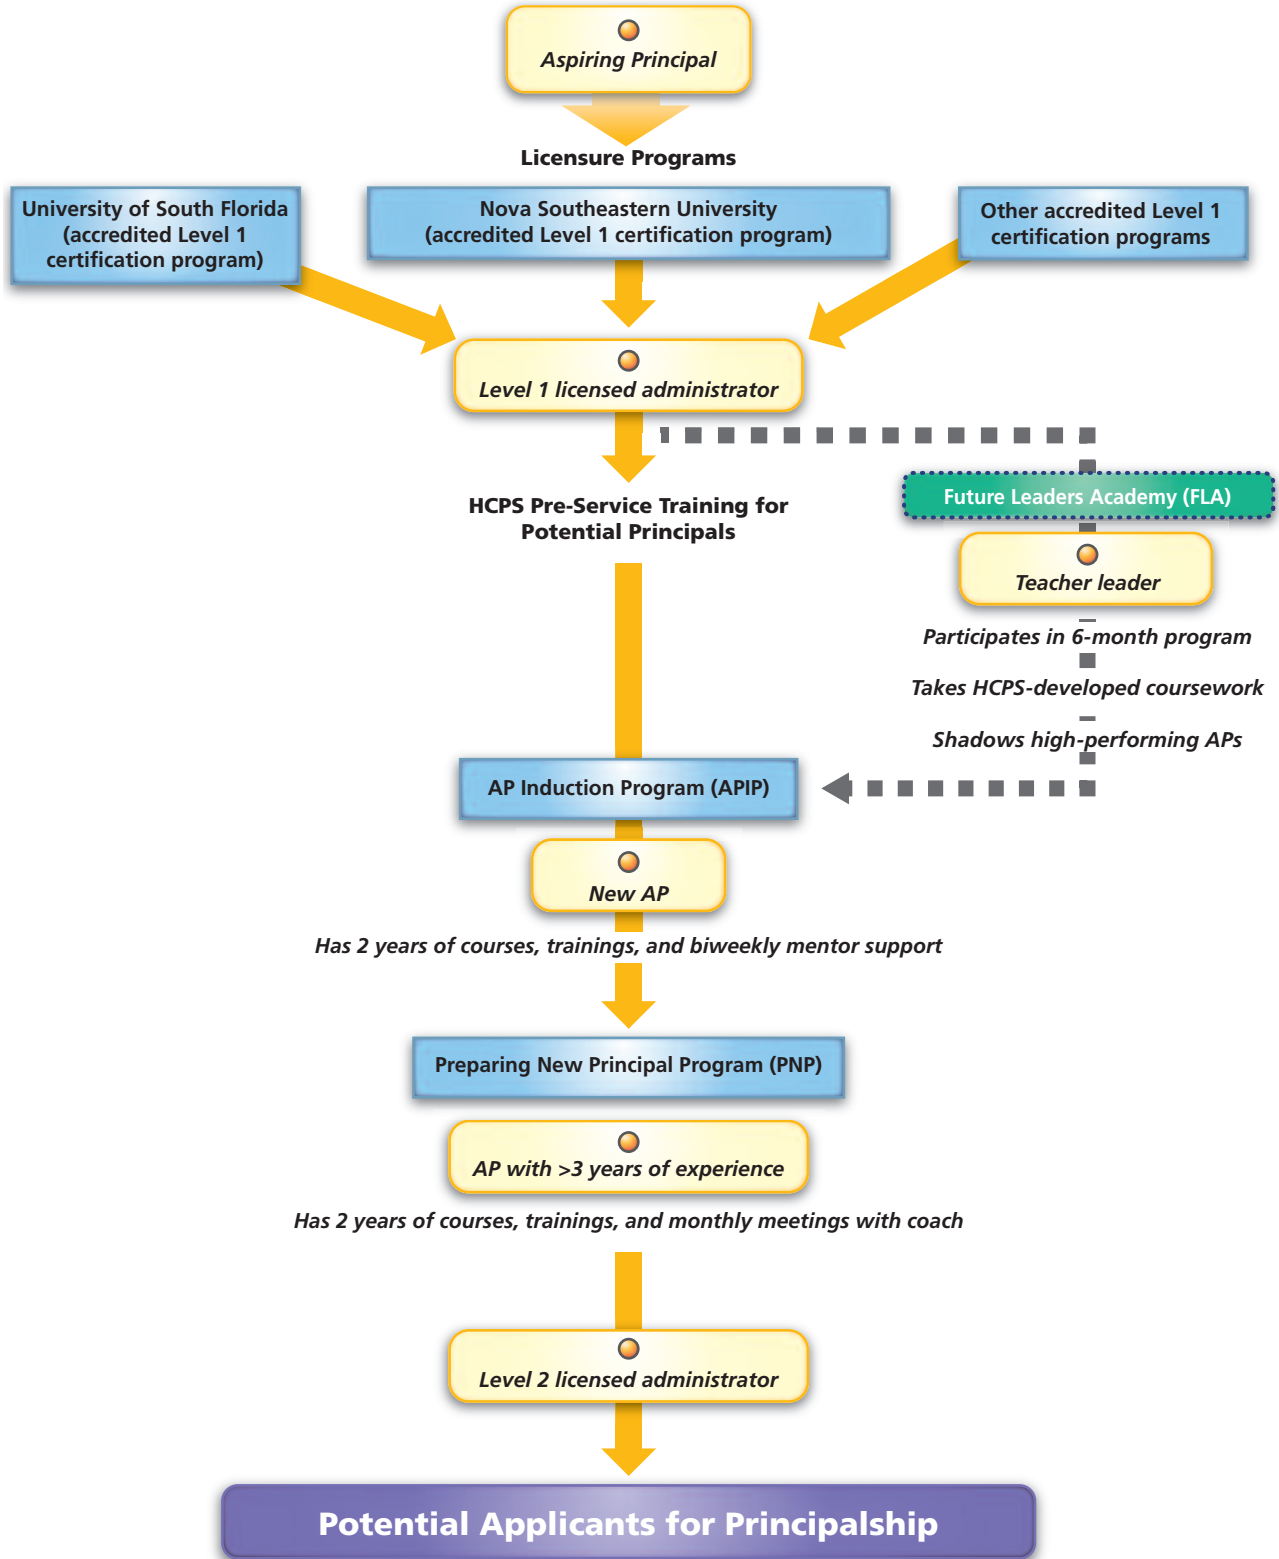 Aspiring Principal
Licensure Programs
University of South Florida
(accredited Level 1
certification program)
Nova Southeastern University
(accredited Level 1 certification program)
Other accredited Level 1
certification programs
Level 1 licensed administrator
HCPS Pre-Service Training for
Potential Principals
Future Leaders Academy (FLA)
Teacher leader
Participates in 6-month program
Takes HCPS-developed coursework
Shadows high-performing APs
AP Induction Program (APIP)
New AP
Has 2 years of courses, trainings, and biweekly mentor support
Preparing New Principal Program (PNP)
AP with >3 years of experience
Has 2 years of courses, trainings, and monthly meetings with coach
Level 2 licensed administrator
Potential Applicants for Principalship